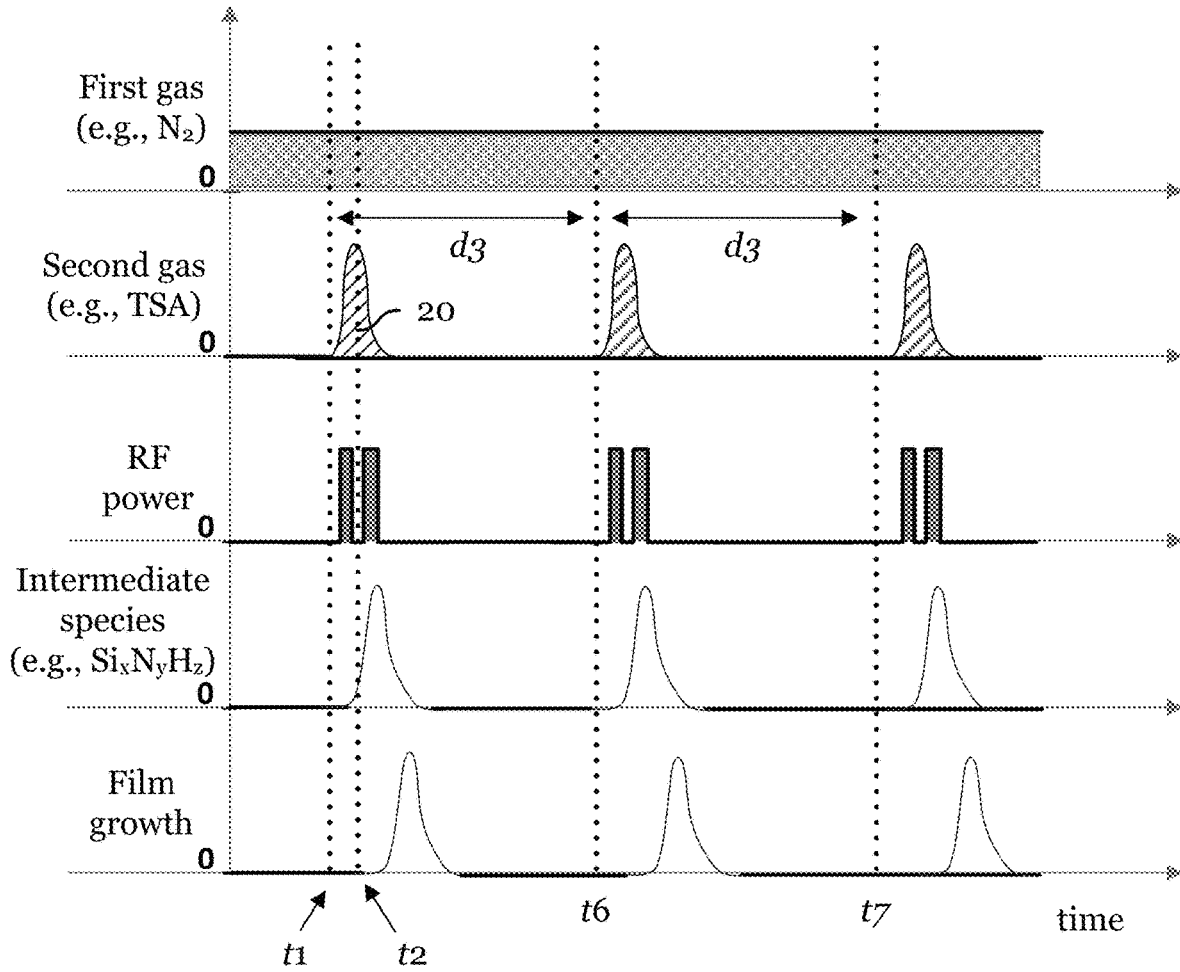 First gas
(e.g., N₂)
0
d3
d3
Second gas
(e.g., TSA)
20
0
RF
power
0
Intermediate
species
(e.g., SiₓNᵧH_z)
0
Film
growth
0
t1
t2
t6
t7
time